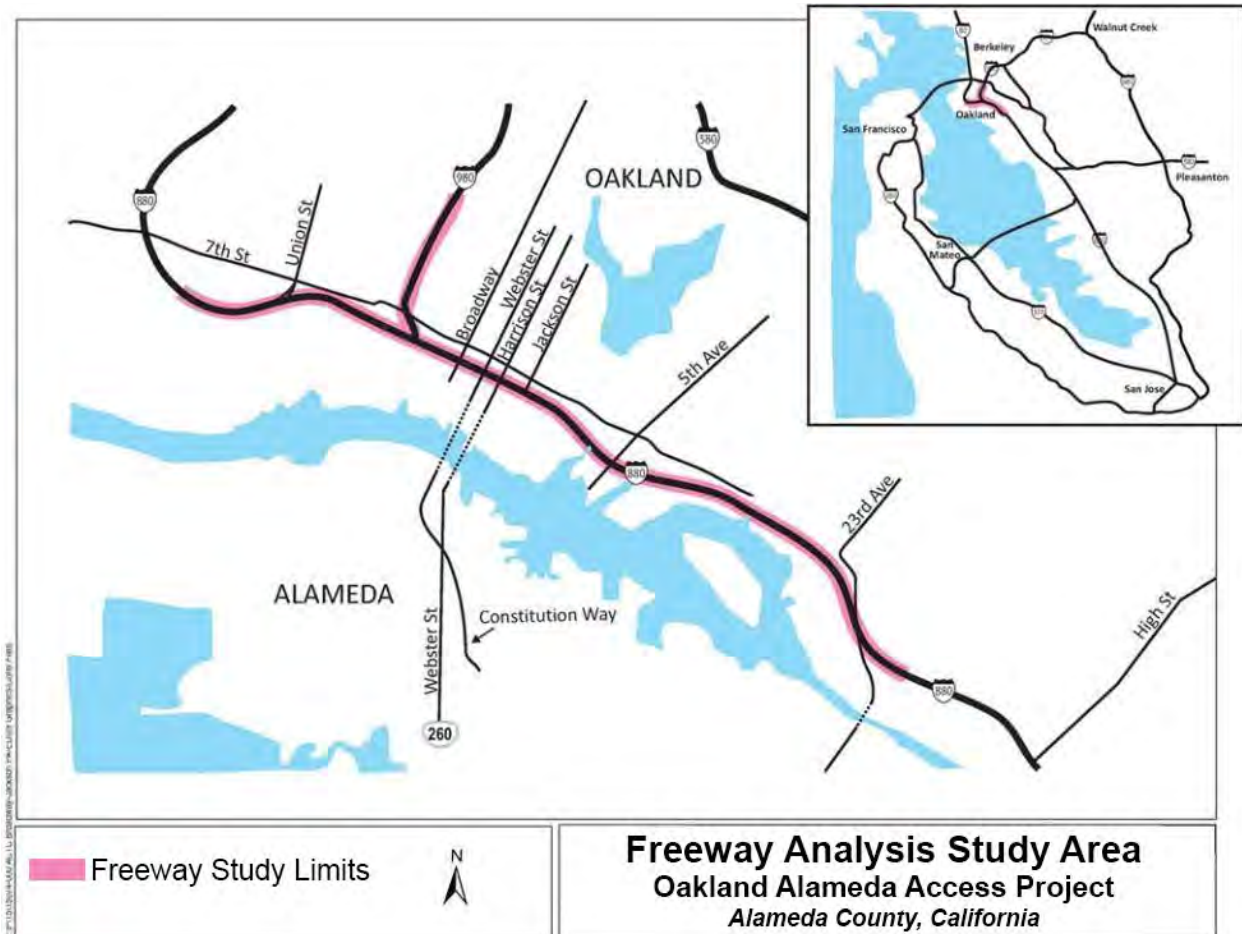 880
7th St
Union St
980
Broadway
Webster St
Harrison St
Jackson St
OAKLAND
580
5th Ave
880
23rd Ave
High St
880
ALAMEDA
Constitution Way
Webster St
260
80
Berkeley
Walnut Creek
Oakland
San Francisco
Pleasanton
San
Mateo
San Jose
Freeway Study Limits
N
Freeway Analysis Study Area
Oakland Alameda Access Project
Alameda County, California